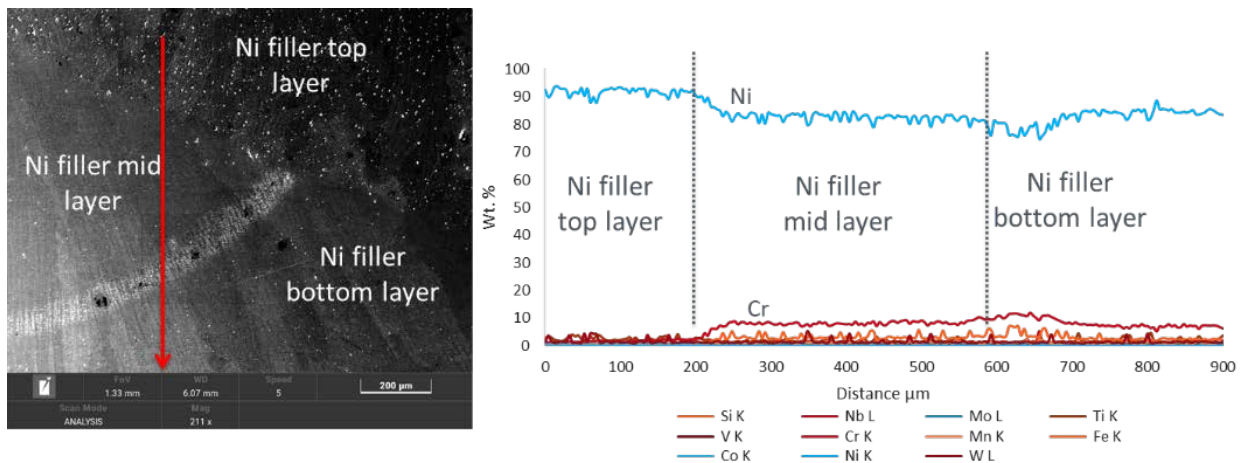 Ni filler top
layer
Ni filler mid
layer
Ni filler
bottom layer
FoV
WD
Speed
1.33 mm
6.07 mm
5
200 µm
Scan Mode
Mag
ANALYSIS
211 x
100
90
80
70
60
50
40
30
20
10
0
Wt. %
Ni
Ni filler
top layer
Ni filler
mid layer
Ni filler
bottom layer
Cr
0 100 200 300 400 500 600 700 800 900
Distance µm
Si K Nb L Mo L Ti K
V K Cr K Mn K Fe K
Co K Ni K W L